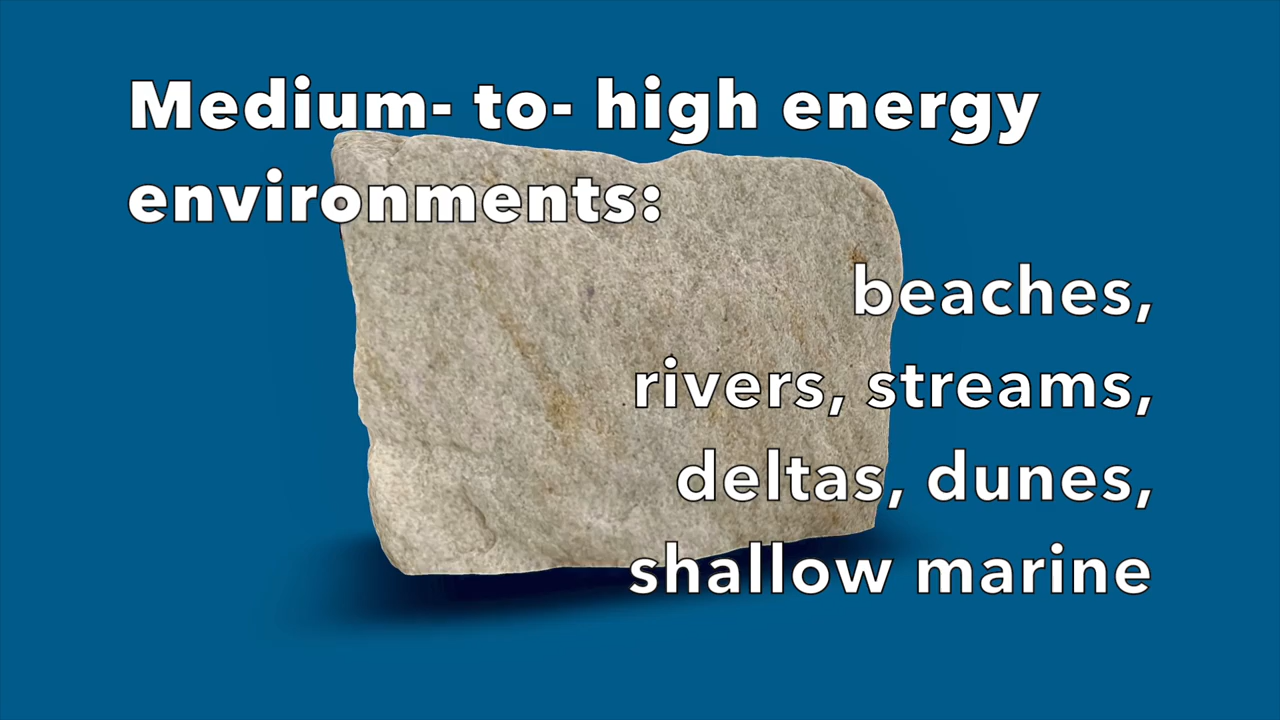 Medium- to- high energy
environments:
beaches,
rivers, streams,
deltas, dunes,
shallow marine